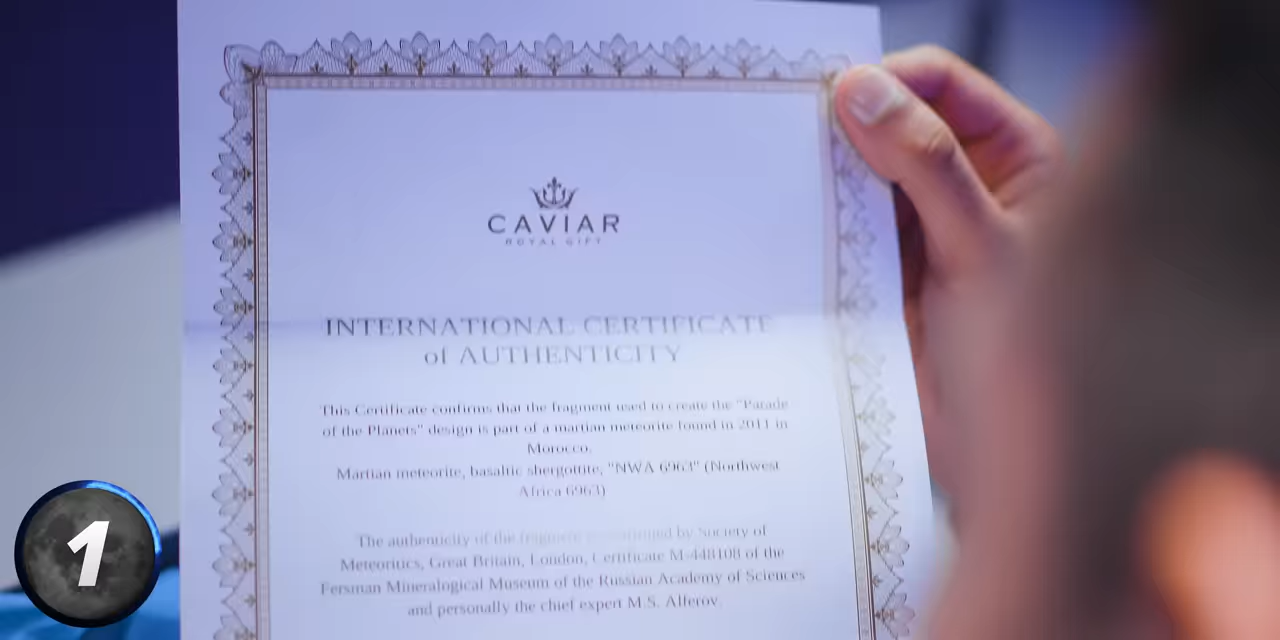 CAVIAR
ROYAL GIFT
INTERNATIONAL CERTIFICATE
of AUTHENTICITY
This Certificate confirms that the fragment used to create the "Parade
of the Planets" design is part of a martian meteorite found in 2011 in
Morocco.
Martian meteorite, basaltic shergottite, "NWA 6963" (Northwest
Africa 6963)
The authenticity of the fragment by Society of
Meteoritics, Great Britain, London, Certificate M-44810B of the
Fersman Mineralogical Museum of the Russian Academy of Sciences
and personally the chief expert M.S. Alferov.
1